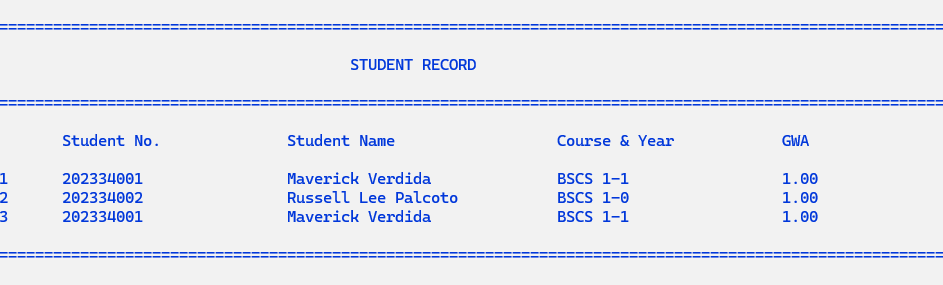 ==========================================================================================================
STUDENT RECORD
==========================================================================================================
Student No. Student Name Course & Year GWA
1 202334001 Maverick Verdida BSCS 1-1 1.00
2 202334002 Russell Lee Palcoto BSCS 1-0 1.00
3 202334001 Maverick Verdida BSCS 1-1 1.00
==========================================================================================================